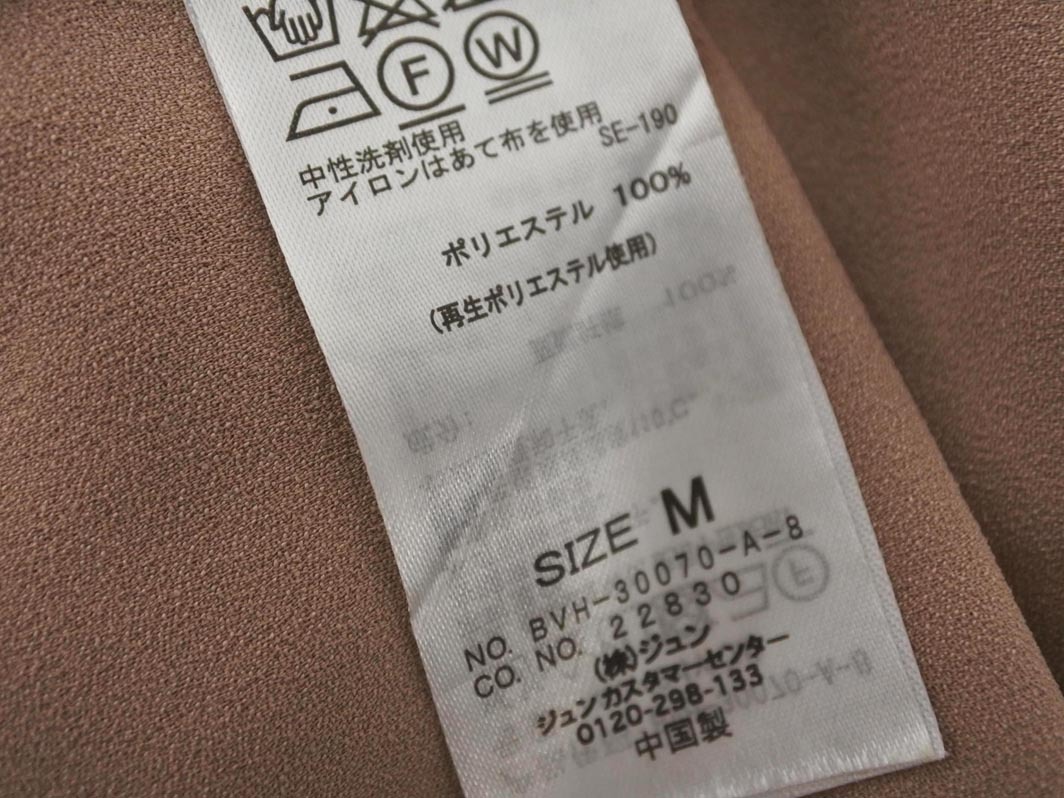 F W
中性洗剤使用
アイロンはあて布を使用
SE-190
ポリエステル 100%
(再生ポリエステル使用)
SIZE M
NO. BVH-30070-A-8
CO. NO. 22830
(株)ジュン
ジュンカスタマーセンター
0120-298-133
中国製